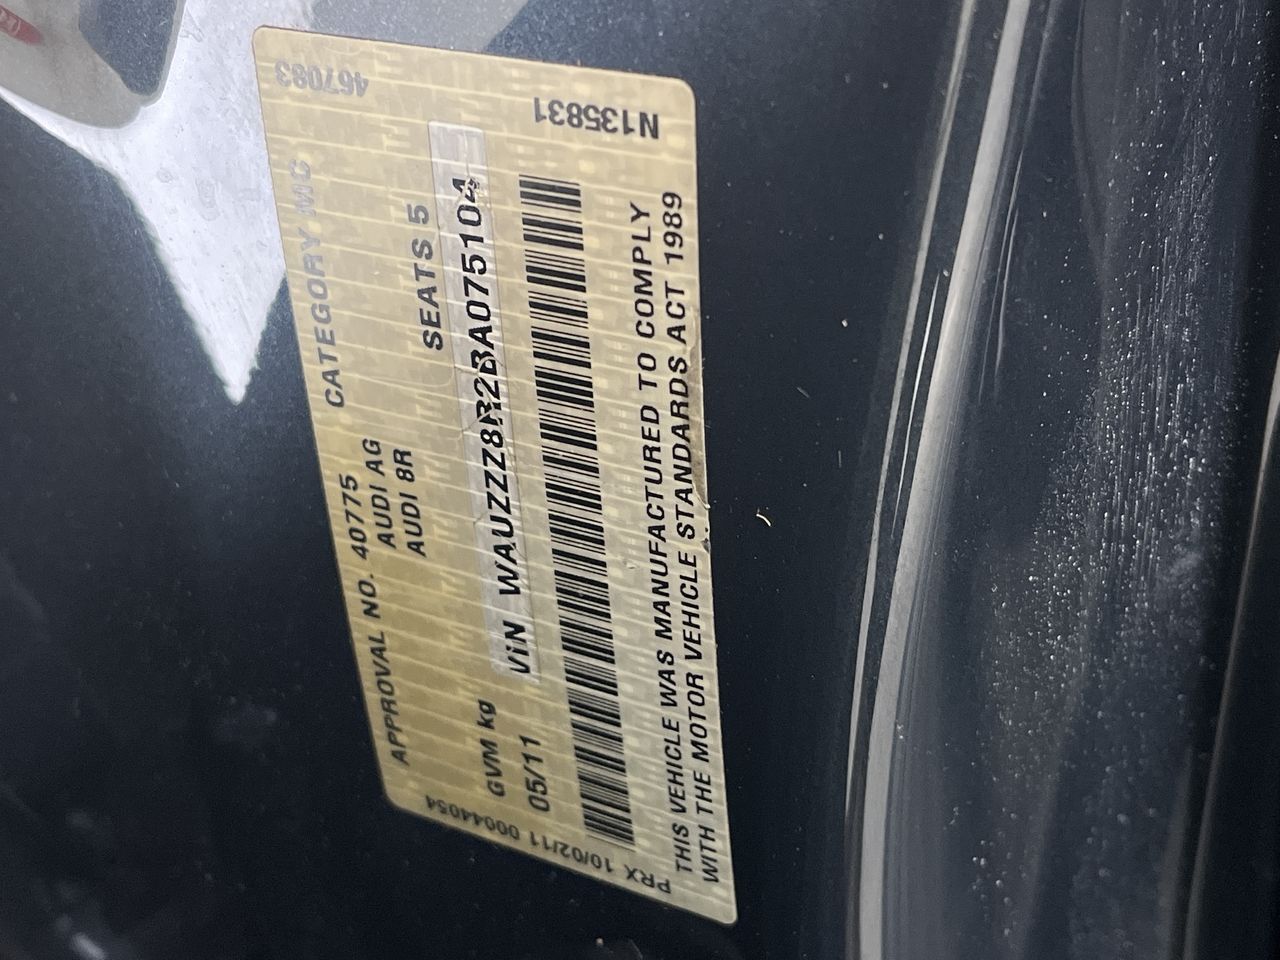 APPROVAL NO. 40775 CATEGORY MC
AUDI AG
AUDI 8R
SEATS 5
GVM kg
05/11
ViN WAUZZZ8R2BA075104
THIS VEHICLE WAS MANUFACTURED TO COMPLY
WITH THE MOTOR VEHICLE STANDARDS ACT 1989
467083
N135831
PRX 10/02/11 00044054